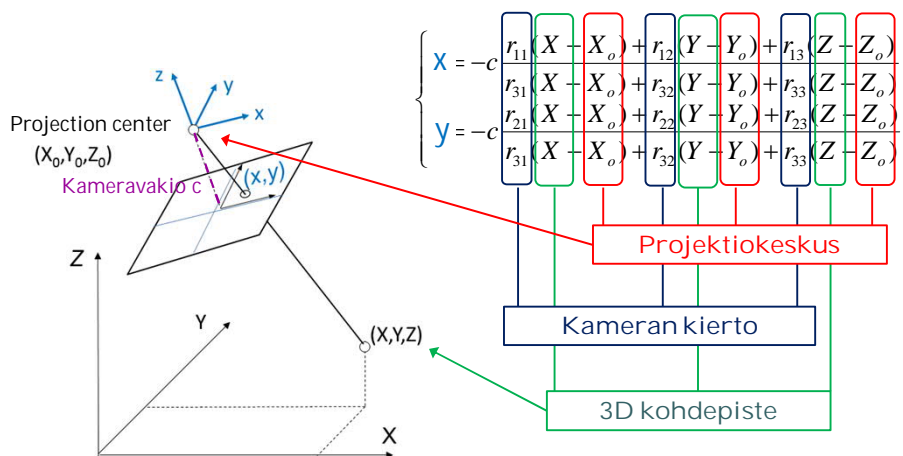 x = −c r₁₁(X − Xₒ) + r₁₂(Y − Yₒ) + r₁₃(Z − Zₒ)
r₃₁(X − Xₒ) + r₃₂(Y − Yₒ) + r₃₃(Z − Zₒ)
y = −c r₂₁(X − Xₒ) + r₂₂(Y − Yₒ) + r₂₃(Z − Zₒ)
r₃₁(X − Xₒ) + r₃₂(Y − Yₒ) + r₃₃(Z − Zₒ)
z
y
x
Projection center
(X₀,Y₀,Z₀)
Kameravakio c
(x,y)
Projektiokeskus
Z
Y
Kameran kierto
(X,Y,Z)
3D kohdepiste
X